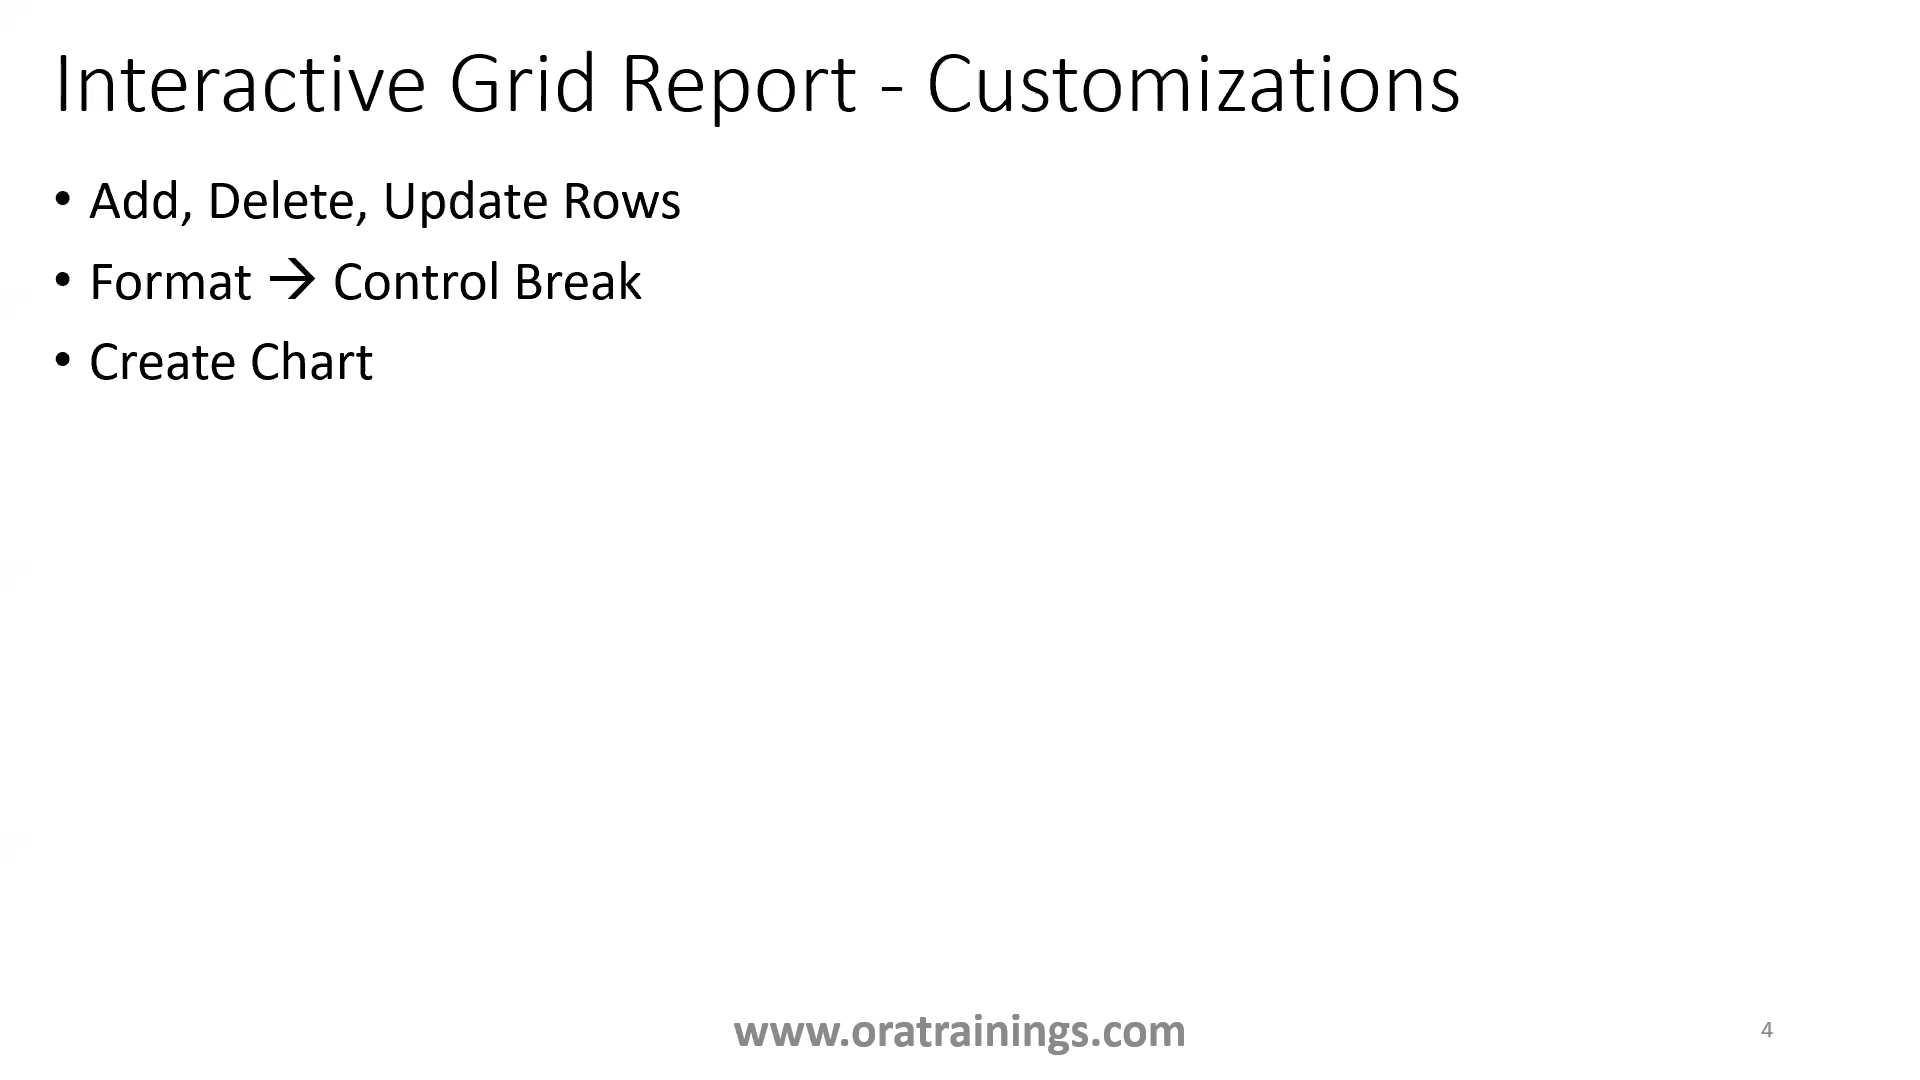 Interactive Grid Report - Customizations
• Add, Delete, Update Rows
• Format → Control Break
• Create Chart
www.oratrainings.com
4